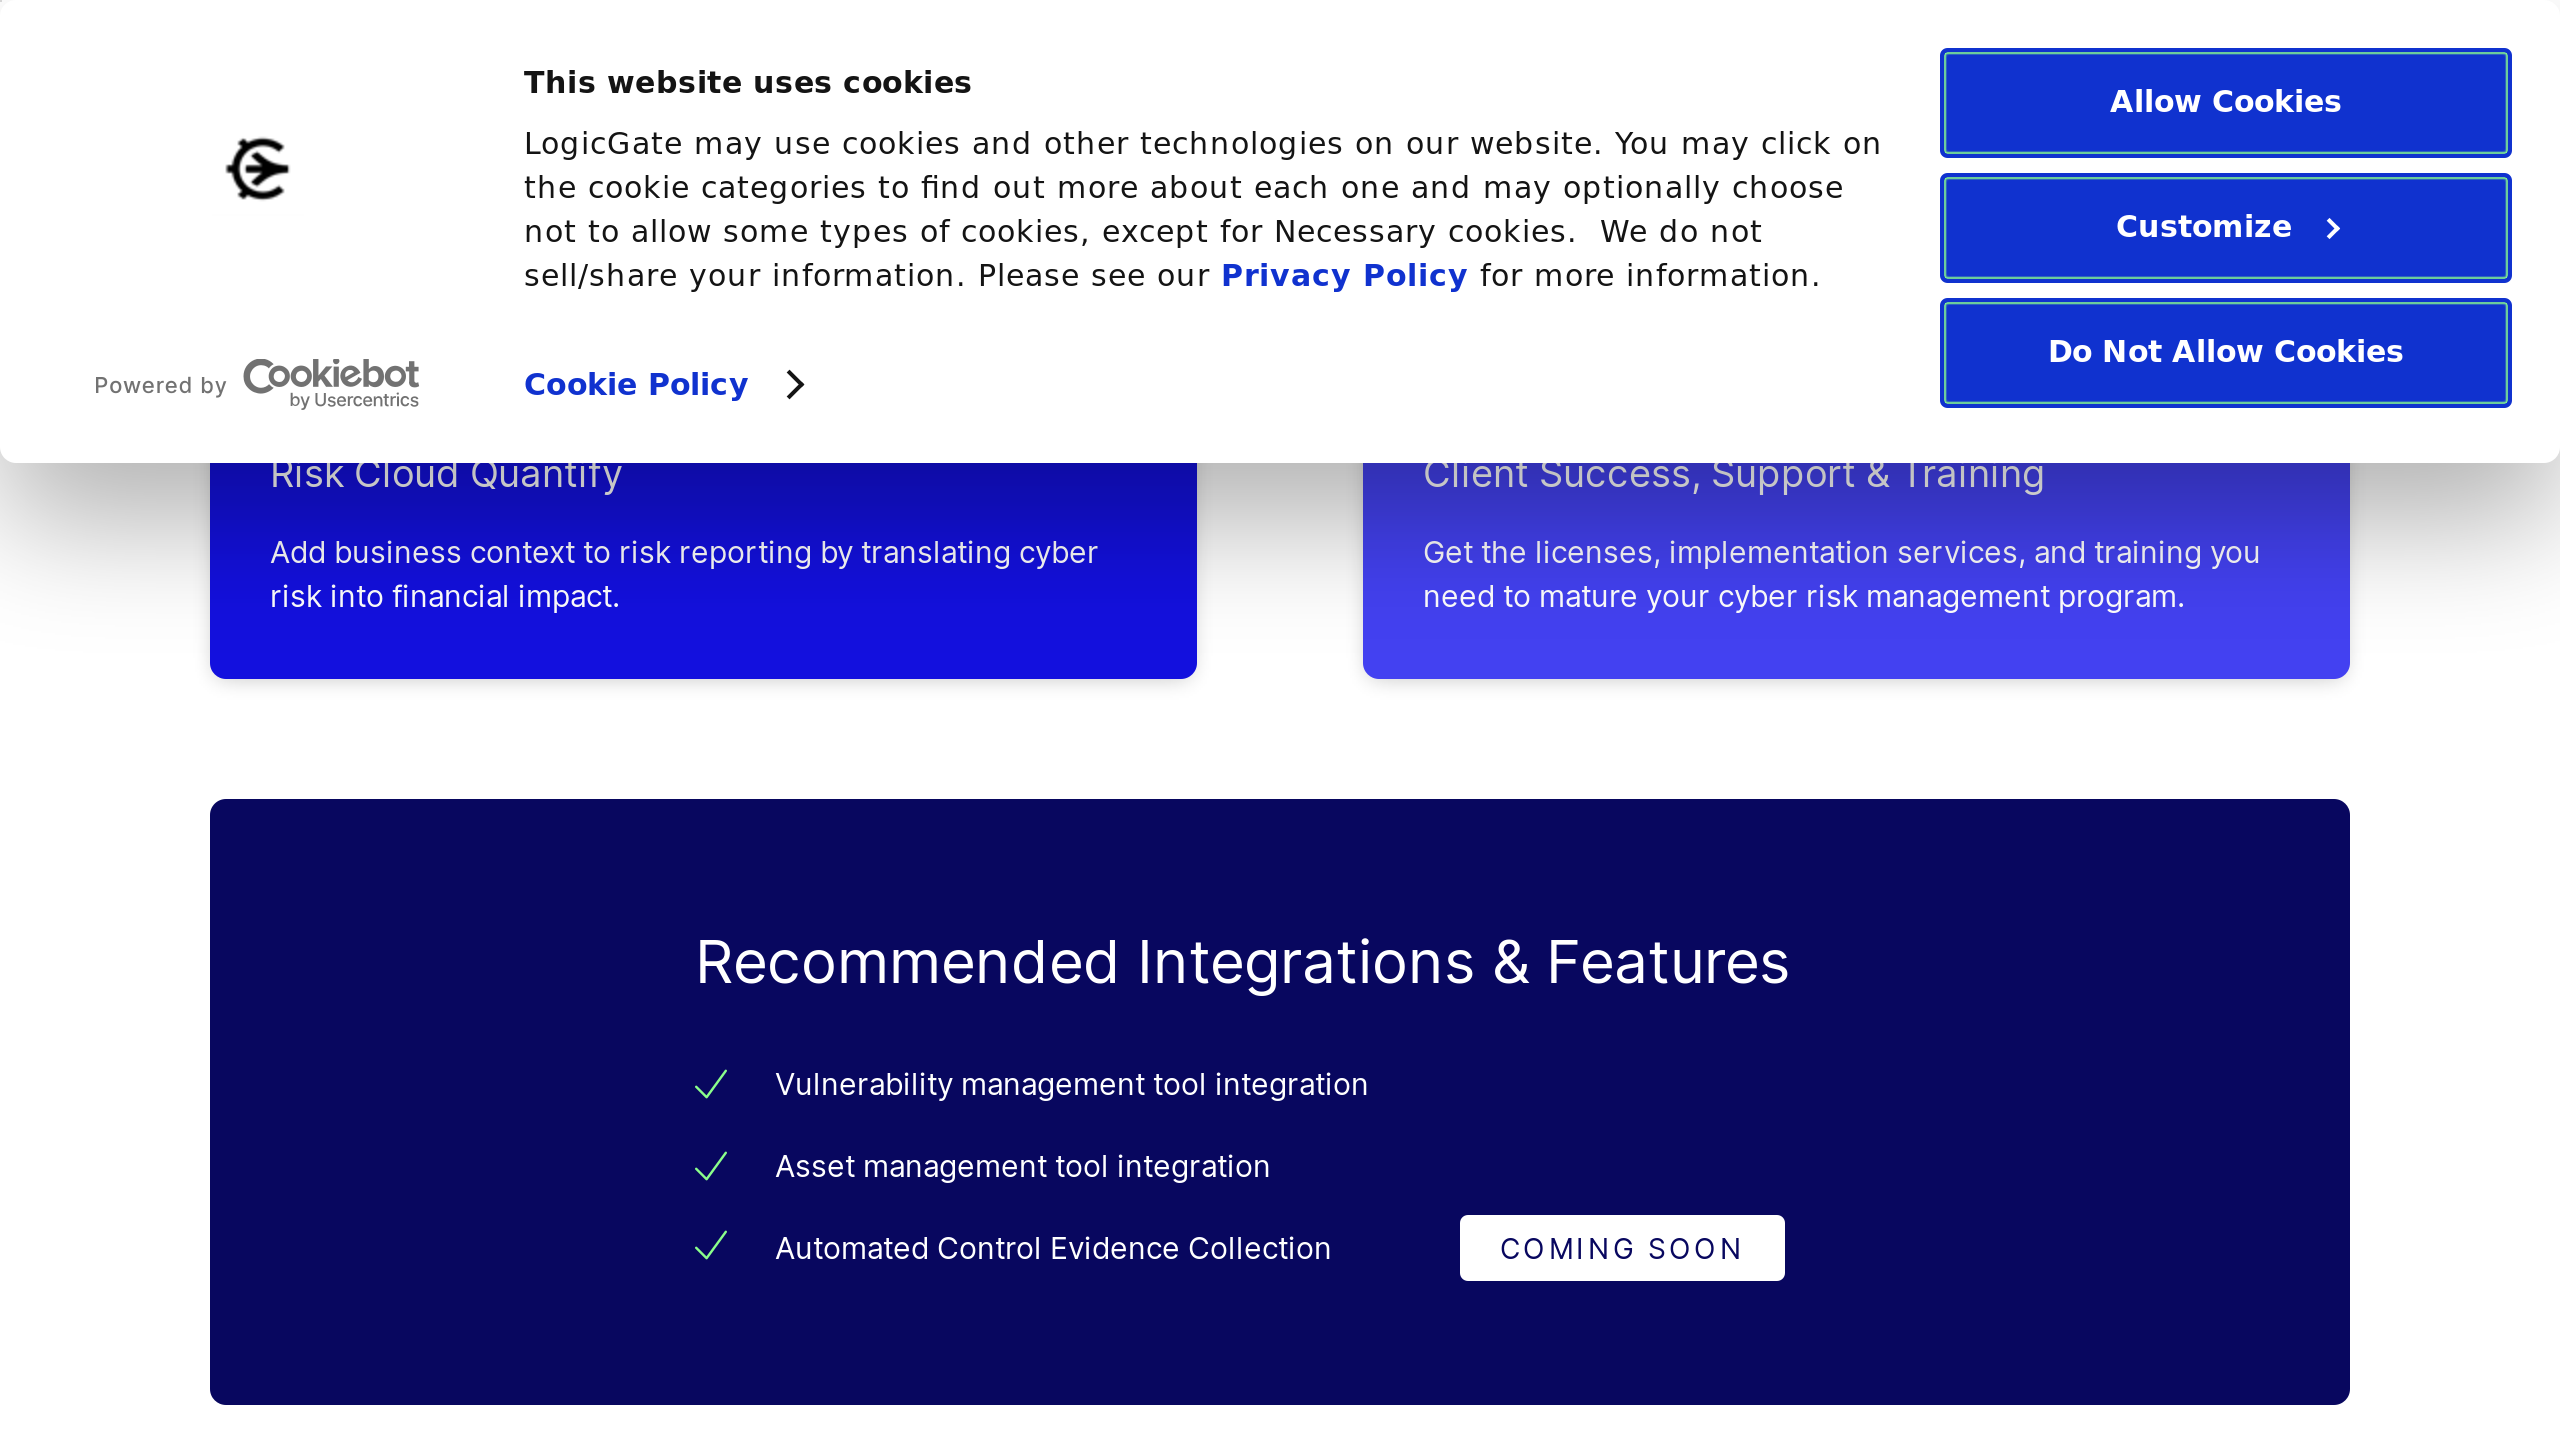 This website uses cookies
LogicGate may use cookies and other technologies on our website. You may click on
the cookie categories to find out more about each one and may optionally choose
not to allow some types of cookies, except for Necessary cookies.  We do not
sell/share your information. Please see our Privacy Policy for more information.
Powered by Cookiebot
by Usercentrics
Cookie Policy
Allow Cookies
Customize
Do Not Allow Cookies
Risk Cloud Quantify
Add business context to risk reporting by translating cyber
risk into financial impact.
Client Success, Support & Training
Get the licenses, implementation services, and training you
need to mature your cyber risk management program.
Recommended Integrations & Features
Vulnerability management tool integration
Asset management tool integration
Automated Control Evidence Collection
COMING SOON